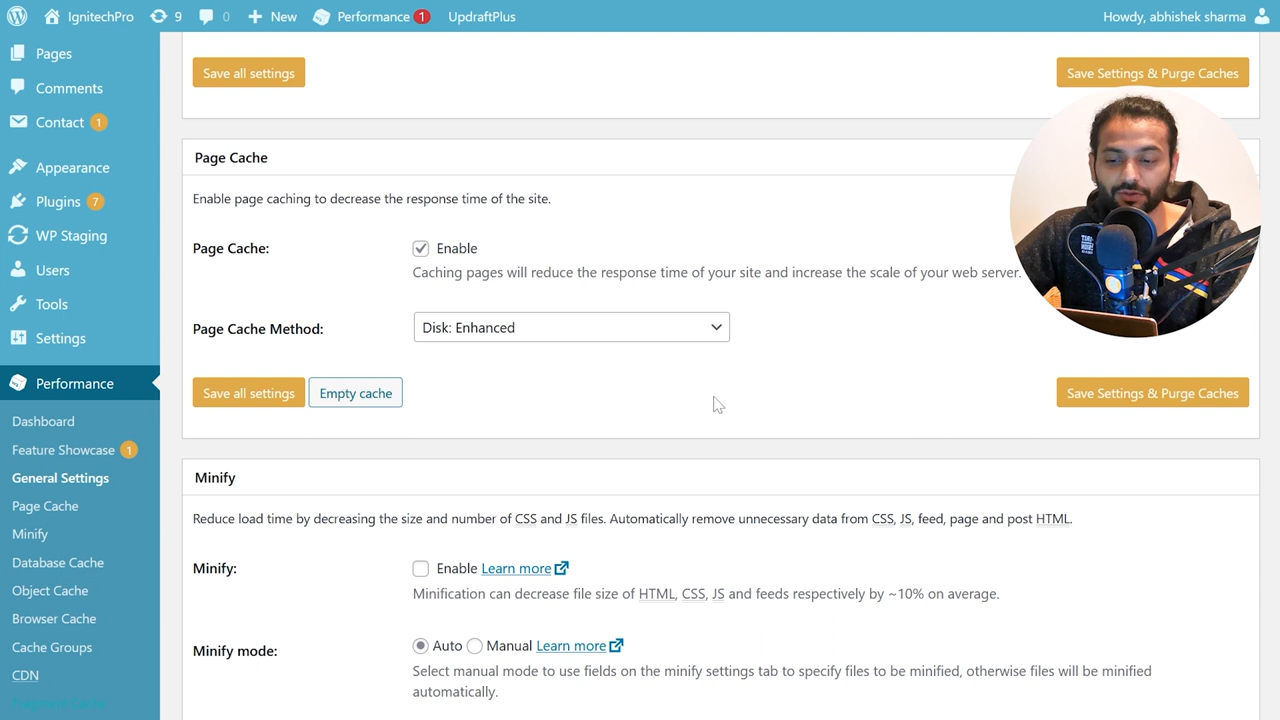 IgnitechPro 9 0 New Performance 1 UpdraftPlus Howdy, abhishek sharma
Pages
Comments
Contact 1
Appearance
Plugins 7
WP Staging
Users
Tools
Settings
Performance
Dashboard
Feature Showcase 1
General Settings
Page Cache
Minify
Database Cache
Object Cache
Browser Cache
Cache Groups
CDN
Save all settings Save Settings & Purge Caches
Page Cache
Enable page caching to decrease the response time of the site.
Page Cache: Enable
Caching pages will reduce the response time of your site and increase the scale of your web server.
Page Cache Method: Disk: Enhanced
Save all settings Empty cache Save Settings & Purge Caches
Minify
Reduce load time by decreasing the size and number of CSS and JS files. Automatically remove unnecessary data from CSS, JS, feed, page and post HTML.
Minify: Enable Learn more
Minification can decrease file size of HTML, CSS, JS and feeds respectively by ~10% on average.
Minify mode: Auto Manual Learn more
Select manual mode to use fields on the minify settings tab to specify files to be minified, otherwise files will be minified
automatically.